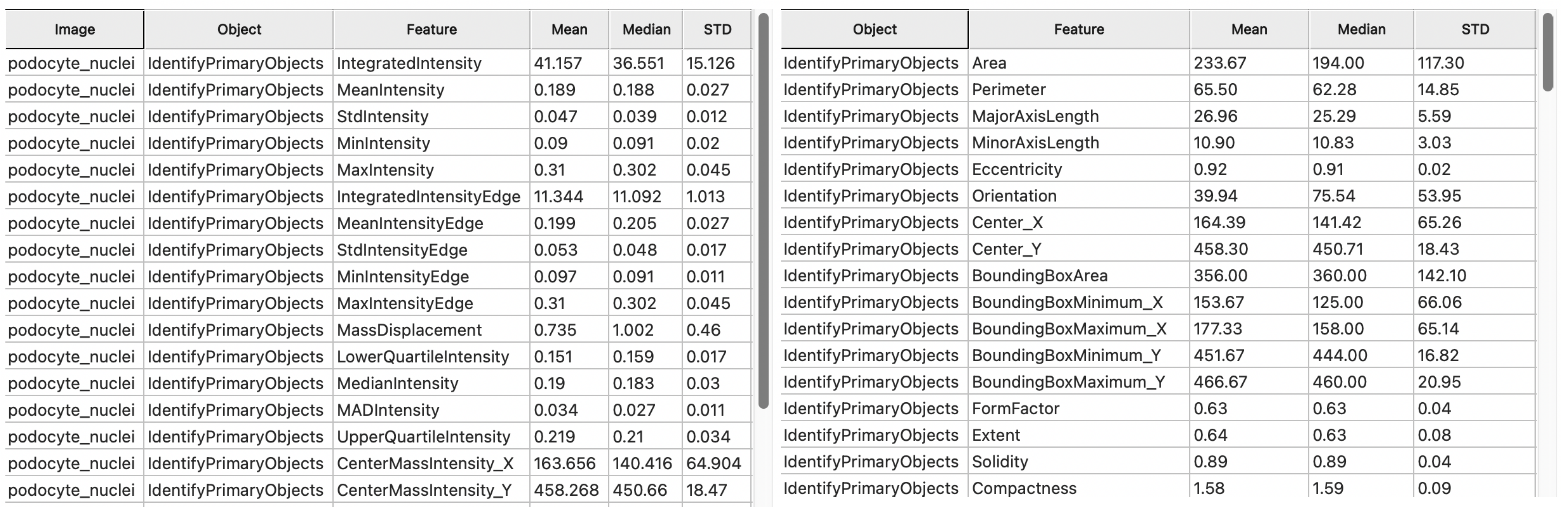 Image Object Feature Mean Median STD
podocyte_nuclei IdentifyPrimaryObjects IntegratedIntensity 41.157 36.551 15.126
podocyte_nuclei IdentifyPrimaryObjects MeanIntensity 0.189 0.188 0.027
podocyte_nuclei IdentifyPrimaryObjects StdIntensity 0.047 0.039 0.012
podocyte_nuclei IdentifyPrimaryObjects MinIntensity 0.09 0.091 0.02
podocyte_nuclei IdentifyPrimaryObjects MaxIntensity 0.31 0.302 0.045
podocyte_nuclei IdentifyPrimaryObjects IntegratedIntensityEdge 11.344 11.092 1.013
podocyte_nuclei IdentifyPrimaryObjects MeanIntensityEdge 0.199 0.205 0.027
podocyte_nuclei IdentifyPrimaryObjects StdIntensityEdge 0.053 0.048 0.017
podocyte_nuclei IdentifyPrimaryObjects MinIntensityEdge 0.097 0.091 0.011
podocyte_nuclei IdentifyPrimaryObjects MaxIntensityEdge 0.31 0.302 0.045
podocyte_nuclei IdentifyPrimaryObjects MassDisplacement 0.735 1.002 0.46
podocyte_nuclei IdentifyPrimaryObjects LowerQuartileIntensity 0.151 0.159 0.017
podocyte_nuclei IdentifyPrimaryObjects MedianIntensity 0.19 0.183 0.03
podocyte_nuclei IdentifyPrimaryObjects MADIntensity 0.034 0.027 0.011
podocyte_nuclei IdentifyPrimaryObjects UpperQuartileIntensity 0.219 0.21 0.034
podocyte_nuclei IdentifyPrimaryObjects CenterMassIntensity_X 163.656 140.416 64.904
podocyte_nuclei IdentifyPrimaryObjects CenterMassIntensity_Y 458.268 450.66 18.47
Object Feature Mean Median STD
IdentifyPrimaryObjects Area 233.67 194.00 117.30
IdentifyPrimaryObjects Perimeter 65.50 62.28 14.85
IdentifyPrimaryObjects MajorAxisLength 26.96 25.29 5.59
IdentifyPrimaryObjects MinorAxisLength 10.90 10.83 3.03
IdentifyPrimaryObjects Eccentricity 0.92 0.91 0.02
IdentifyPrimaryObjects Orientation 39.94 75.54 53.95
IdentifyPrimaryObjects Center_X 164.39 141.42 65.26
IdentifyPrimaryObjects Center_Y 458.30 450.71 18.43
IdentifyPrimaryObjects BoundingBoxArea 356.00 360.00 142.10
IdentifyPrimaryObjects BoundingBoxMinimum_X 153.67 125.00 66.06
IdentifyPrimaryObjects BoundingBoxMaximum_X 177.33 158.00 65.14
IdentifyPrimaryObjects BoundingBoxMinimum_Y 451.67 444.00 16.82
IdentifyPrimaryObjects BoundingBoxMaximum_Y 466.67 460.00 20.95
IdentifyPrimaryObjects FormFactor 0.63 0.63 0.04
IdentifyPrimaryObjects Extent 0.64 0.63 0.08
IdentifyPrimaryObjects Solidity 0.89 0.89 0.04
IdentifyPrimaryObjects Compactness 1.58 1.59 0.09